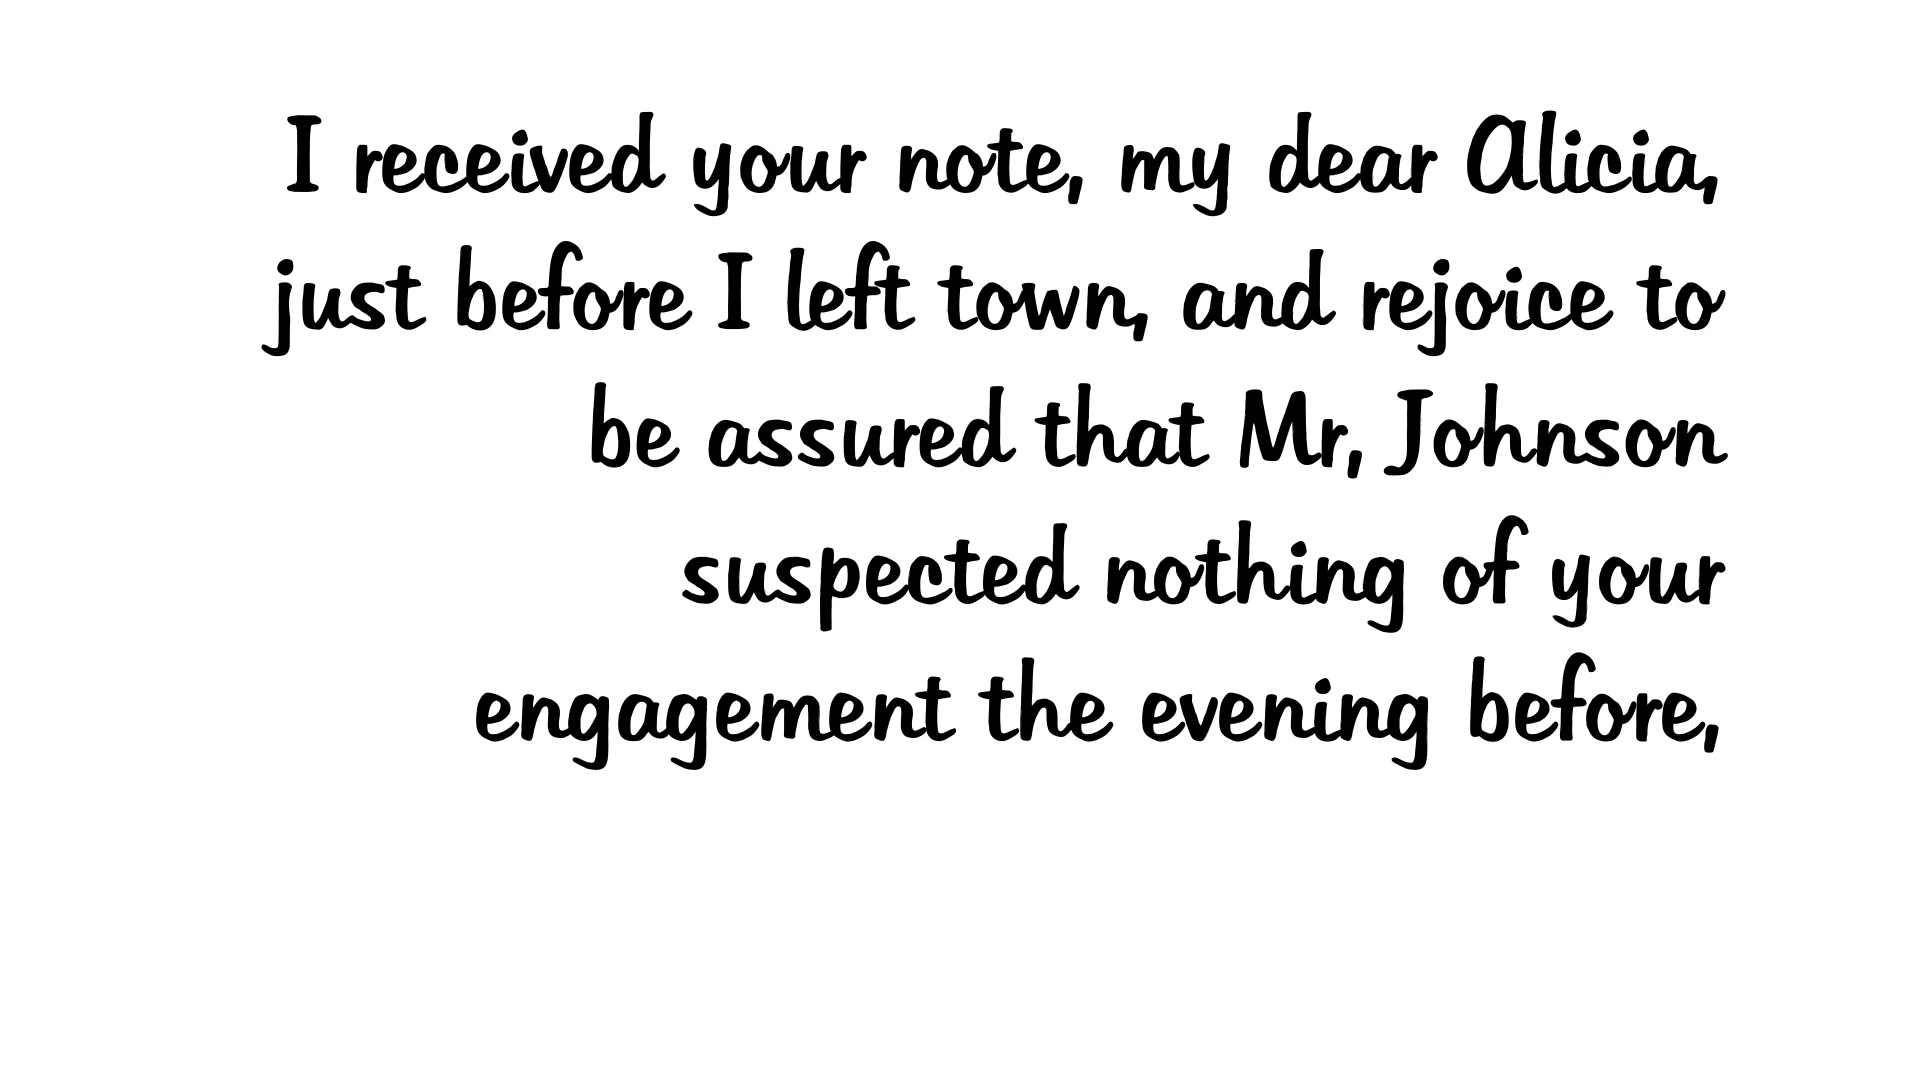 I received your note, my dear Alicia,
just before I left town, and rejoice to
be assured that Mr, Johnson
suspected nothing of your
engagement the evening before,